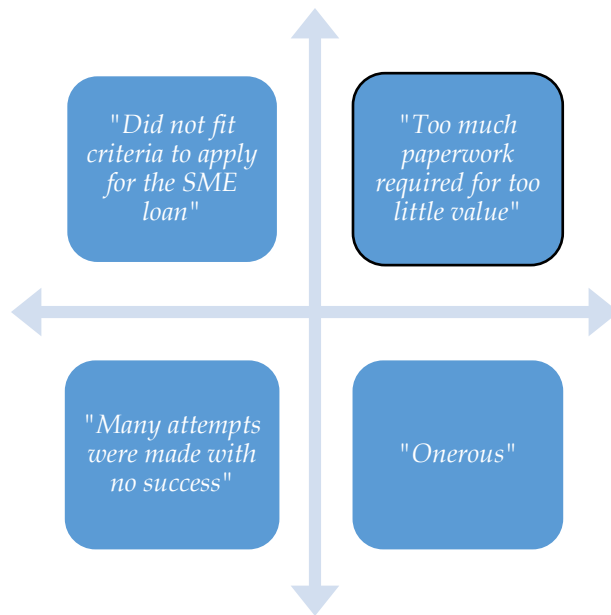 "Did not fit
criteria to apply
for the SME
loan"
"Too much
paperwork
required for too
little value"
"Many attempts
were made with
no success"
"Onerous"